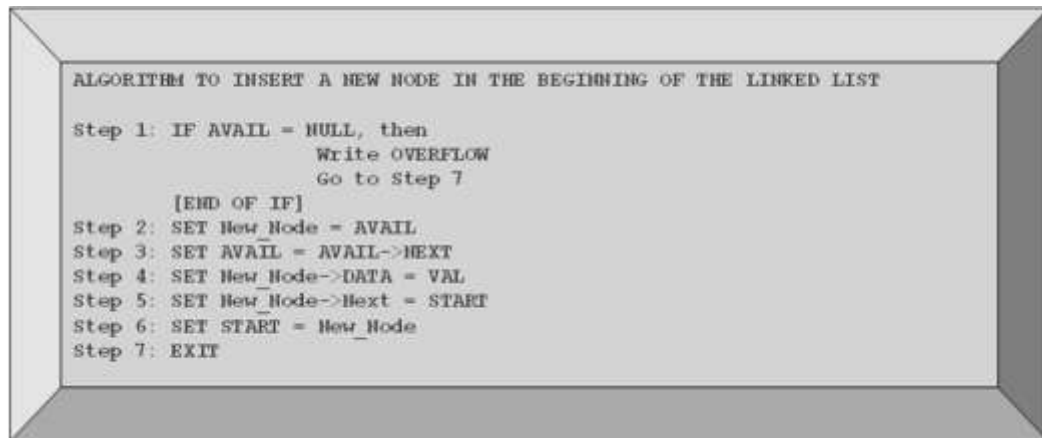 ALGORITHM TO INSERT A NEW NODE IN THE BEGINNING OF THE LINKED LIST
Step 1: IF AVAIL = NULL, then
Write OVERFLOW
Go to Step 7
[END OF IF]
Step 2: SET New_Node = AVAIL
Step 3: SET AVAIL = AVAIL->NEXT
Step 4: SET New_Node->DATA = VAL
Step 5: SET New_Node->Next = START
Step 6: SET START = New_Node
Step 7: EXIT